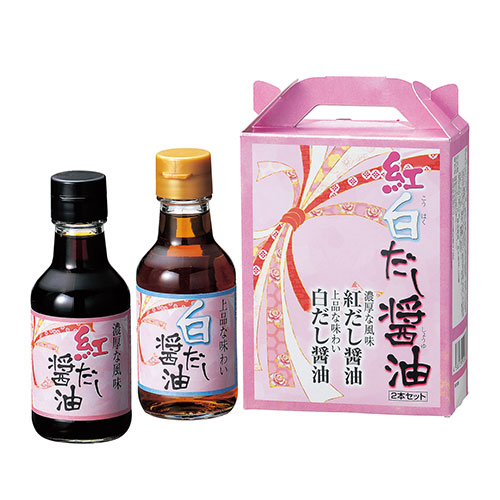 紅白だし醤油
こう はく
しょうゆ
濃厚な風味
紅だし醤油
上品な味わい
白だし醤油
2本セット
上品な味わい
白だし醤油
濃厚な風味
紅だし醤油